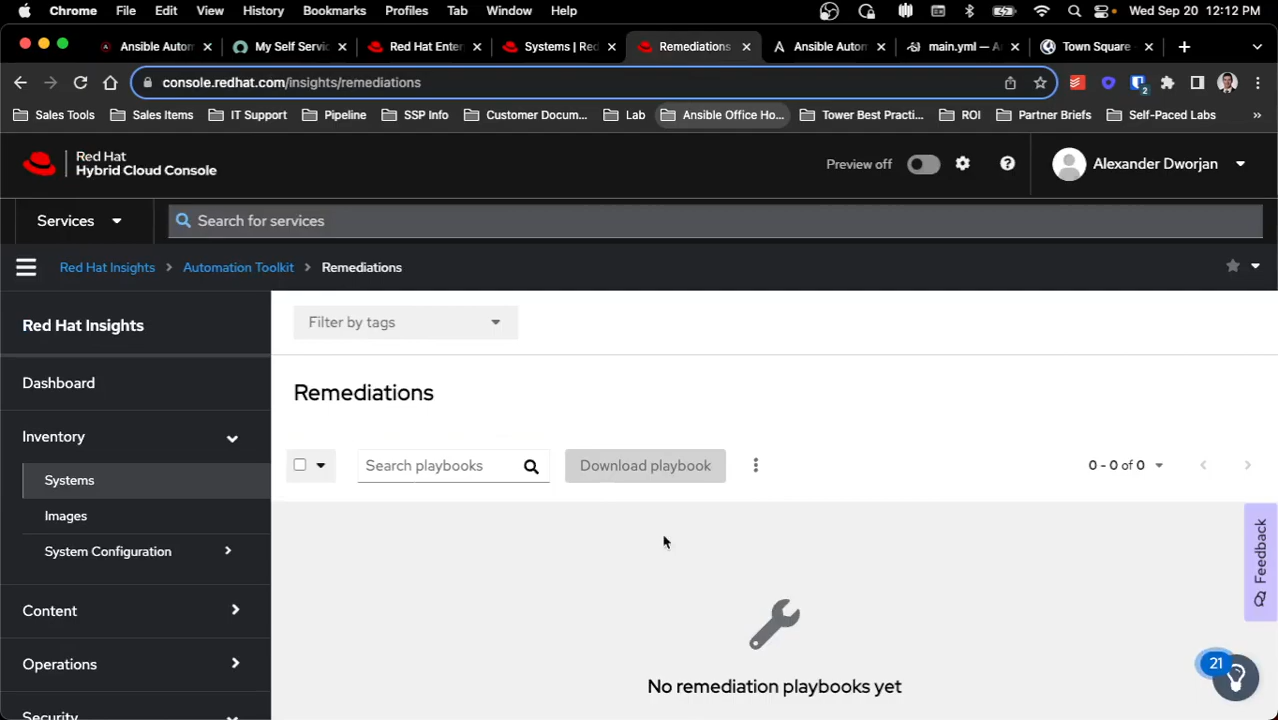 Chrome File Edit View History Bookmarks Profiles Tab Window Help Wed Sep 20 12:12 PM
Ansible Autom My Self Servic Red Hat Enter Systems | Red Remediations Ansible Autom main.yml — A Town Square
console.redhat.com/insights/remediations
2
Sales Tools Sales Items IT Support Pipeline SSP Info Customer Docum... Lab Ansible Office Ho... Tower Best Practi... ROI Partner Briefs Self-Paced Labs »
Red Hat
Hybrid Cloud Console
Preview off
Alexander Dworjan
Services
Search for services
Red Hat Insights > Automation Toolkit > Remediations
Red Hat Insights
Filter by tags
Dashboard
Remediations
Inventory
Search playbooks
Download playbook
0 - 0 of 0
Systems
Images
System Configuration
Feedback
Content
Operations
21
No remediation playbooks yet
Security